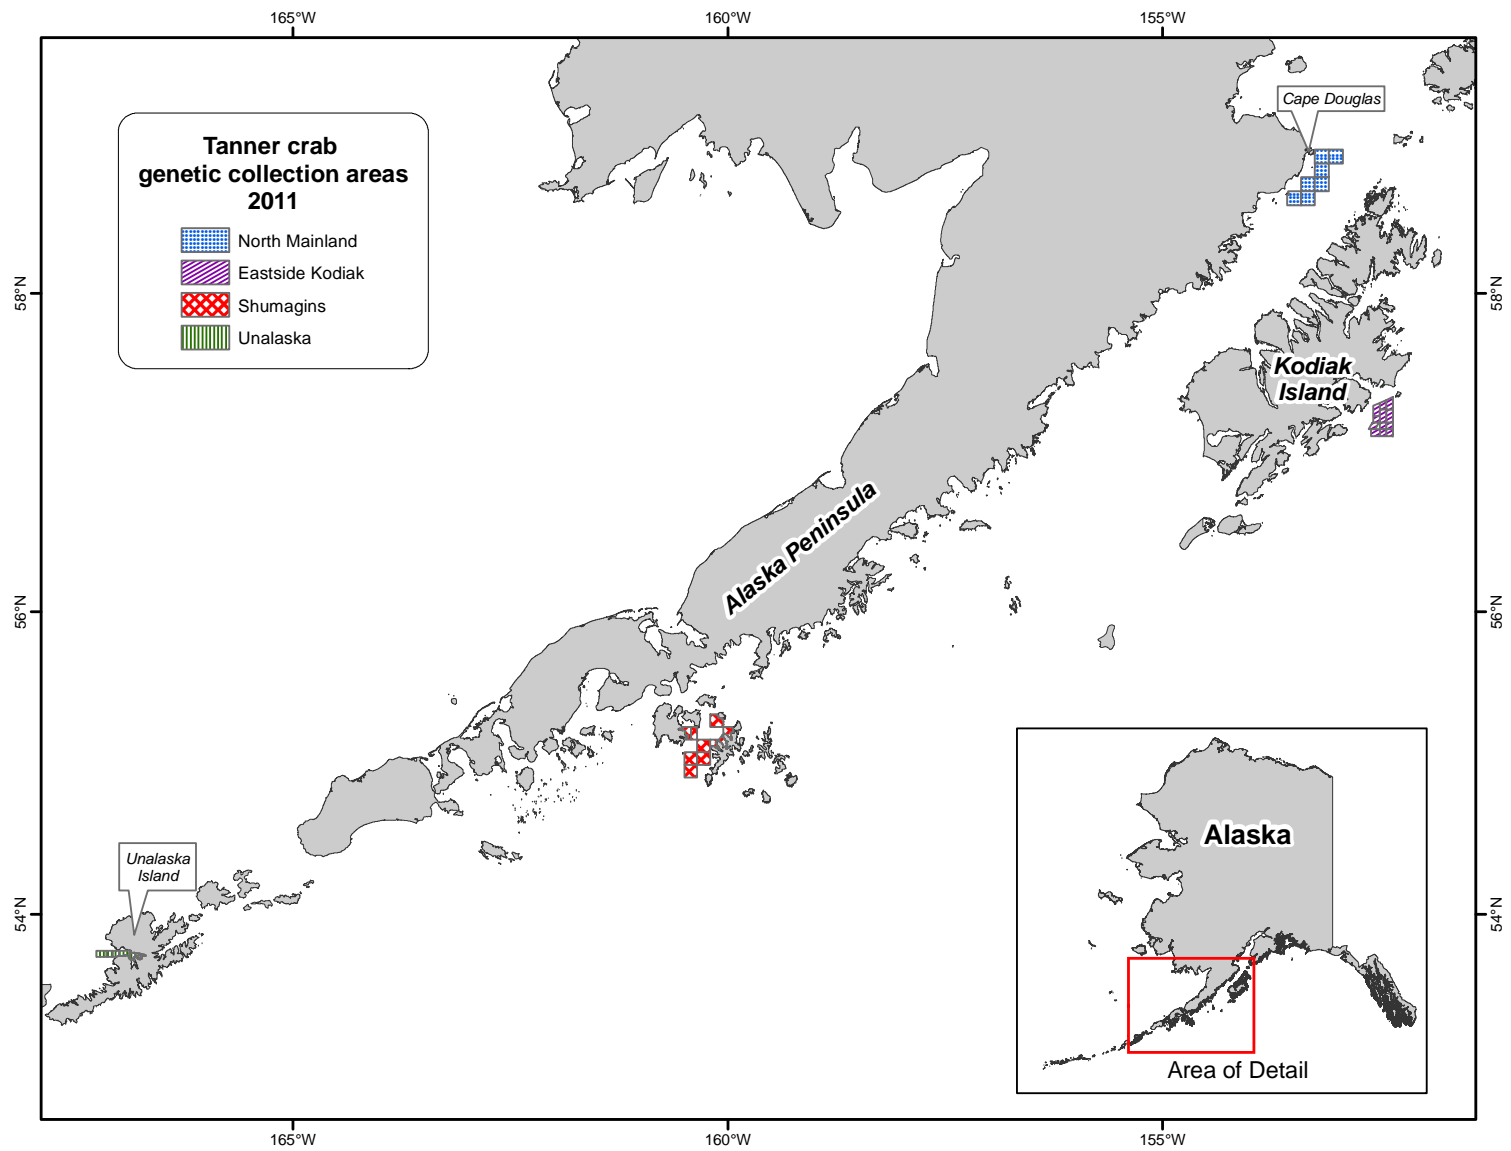 165°W
160°W
155°W
Cape Douglas
Tanner crab
genetic collection areas
2011
North Mainland
Eastside Kodiak
Shumagins
Unalaska
58°N
58°N
Kodiak
Island
Alaska Peninsula
56°N
56°N
Alaska
Unalaska
Island
54°N
54°N
Area of Detail
165°W
160°W
155°W